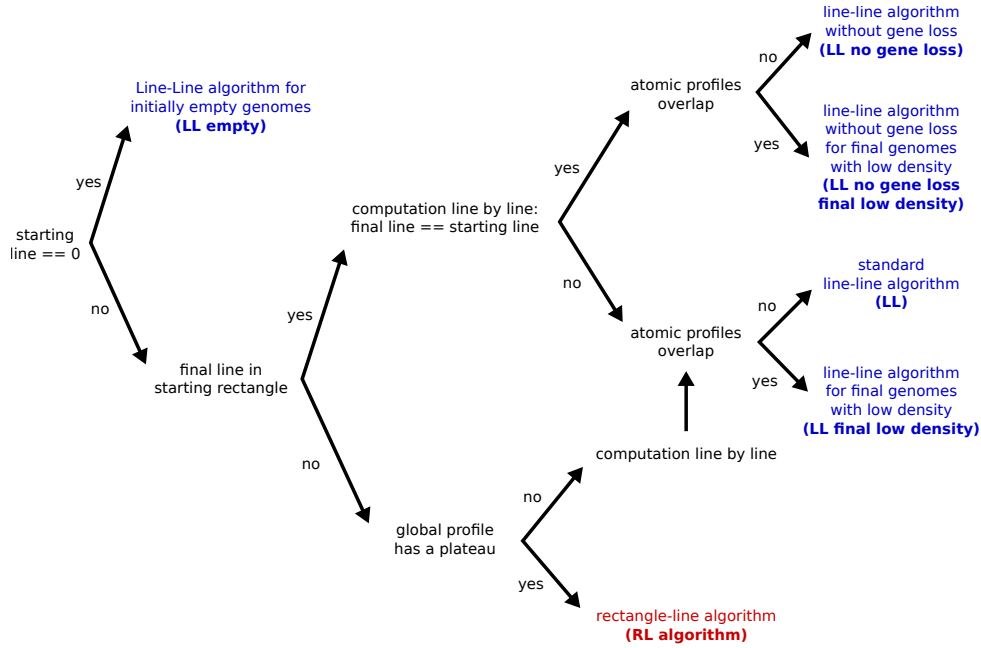 line-line algorithm
without gene loss
(LL no gene loss)
no
atomic profiles
overlap
yes
line-line algorithm
without gene loss
for final genomes
with low density
(LL no gene loss
final low density)
Line-Line algorithm for
initially empty genomes
(LL empty)
yes
starting
line == 0
no
yes
computation line by line:
final line == starting line
no
standard
line-line algorithm
(LL)
no
atomic profiles
overlap
yes
line-line algorithm
for final genomes
with low density
(LL final low density)
yes
final line in
starting rectangle
no
computation line by line
no
global profile
has a plateau
yes
rectangle-line algorithm
(RL algorithm)